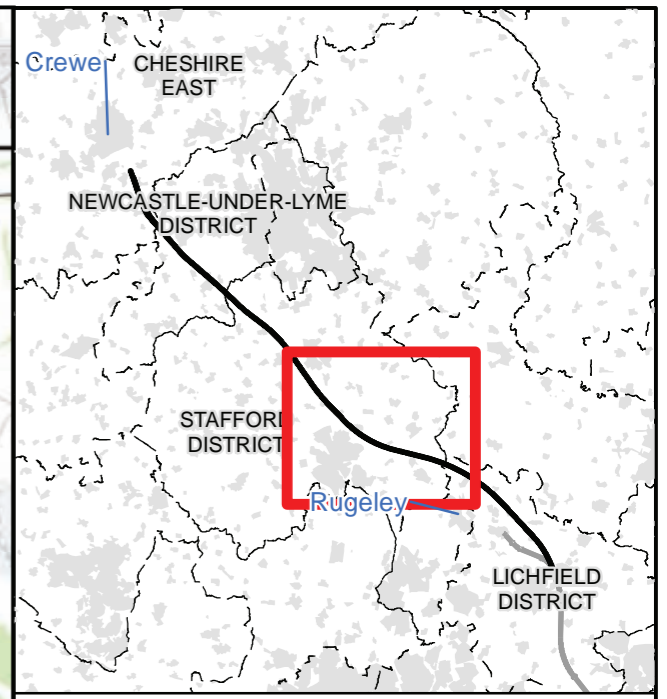 Crewe
CHESHIRE
EAST
NEWCASTLE-UNDER-LYME
DISTRICT
STAFFORD
DISTRICT
Rugeley
LICHFIELD
DISTRICT